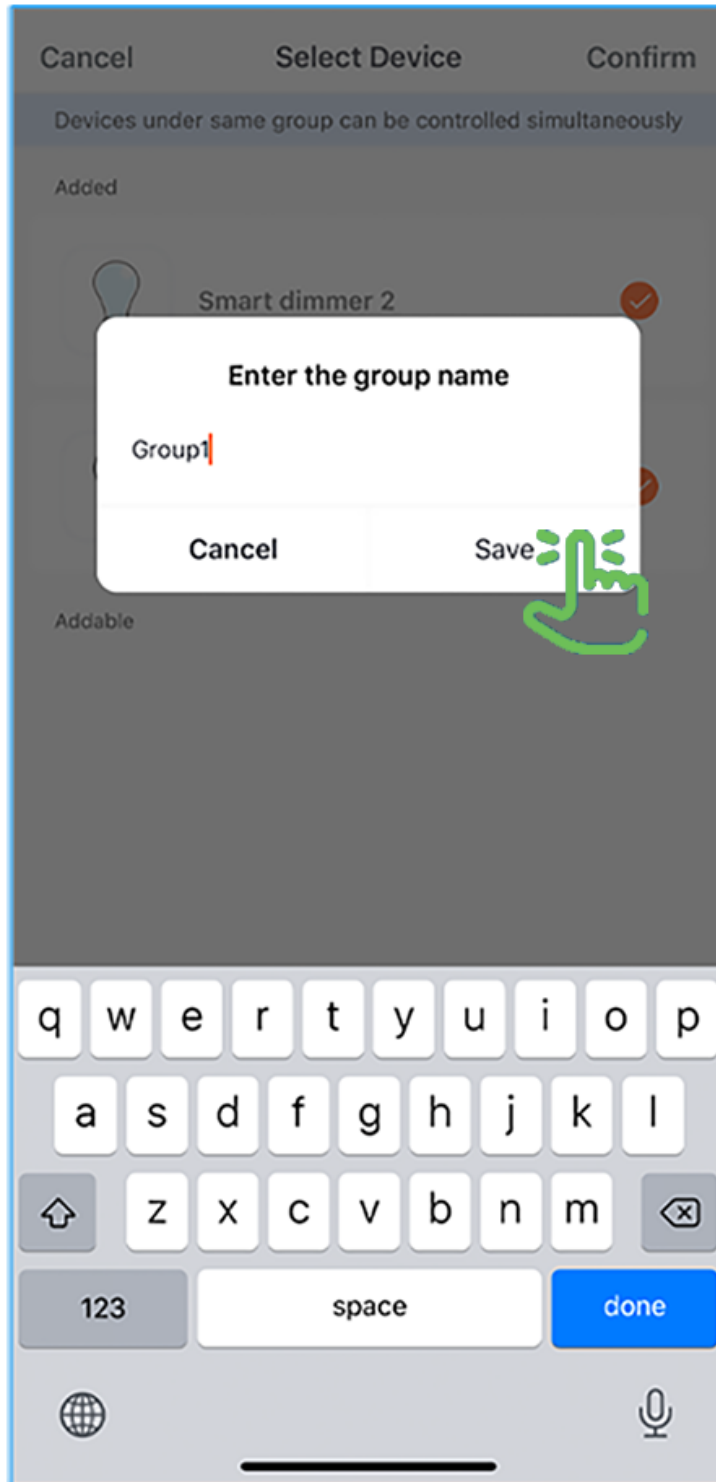 Cancel Select Device Confirm
Devices under same group can be controlled simultaneously
Added
Smart dimmer 2
Enter the group name
Group1
Cancel Save
Addable
q w e r t y u i o p
a s d f g h j k l
z x c v b n m
123 space done